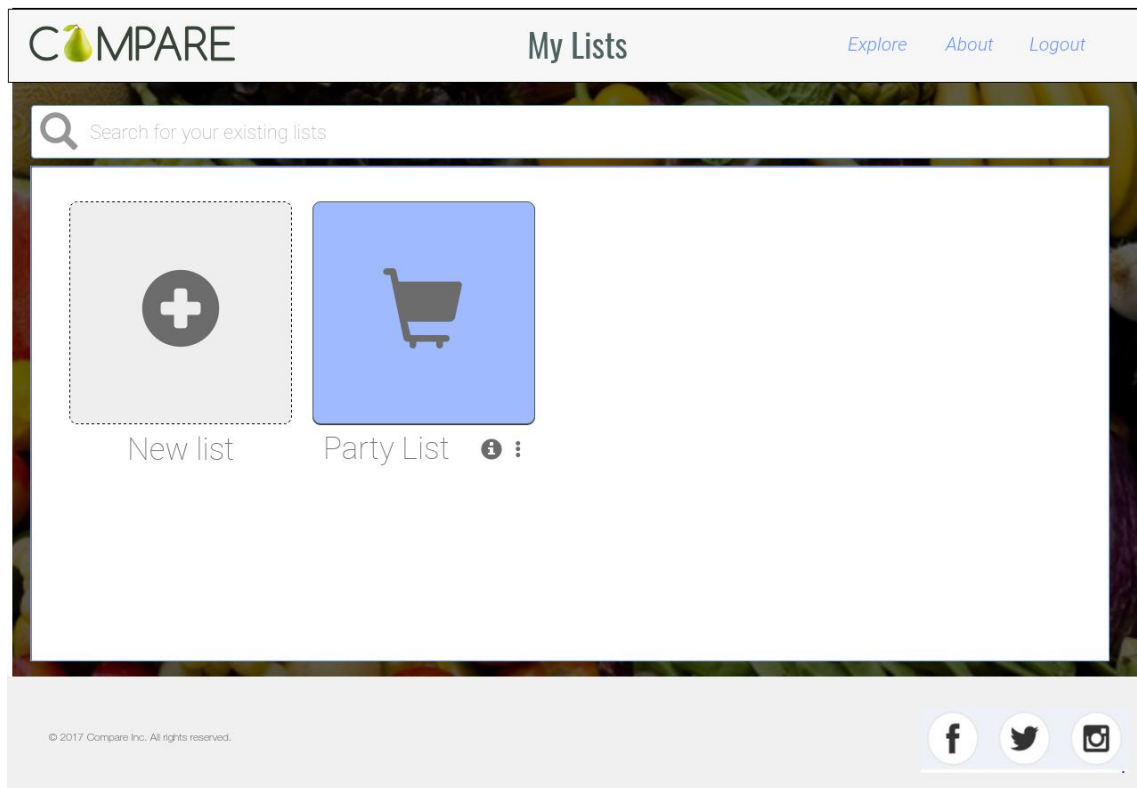 COMPARE
My Lists
Explore About Logout
Search for your existing lists
New list
Party List
© 2017 Compare Inc. All rights reserved.